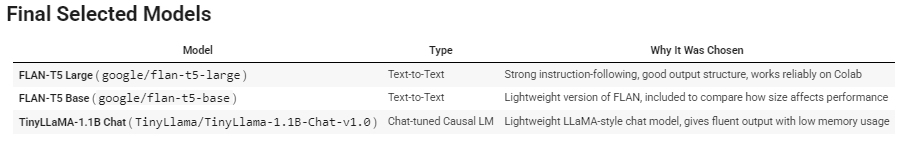 Final Selected Models
Model Type Why It Was Chosen
FLAN-T5 Large ( google/flan-t5-large ) Text-to-Text Strong instruction-following, good output structure, works reliably on Colab
FLAN-T5 Base ( google/flan-t5-base ) Text-to-Text Lightweight version of FLAN, included to compare how size affects performance
TinyLLaMA-1.1B Chat ( TinyLlama/TinyLlama-1.1B-Chat-v1.0 ) Chat-tuned Causal LM Lightweight LLaMA-style chat model, gives fluent output with low memory usage